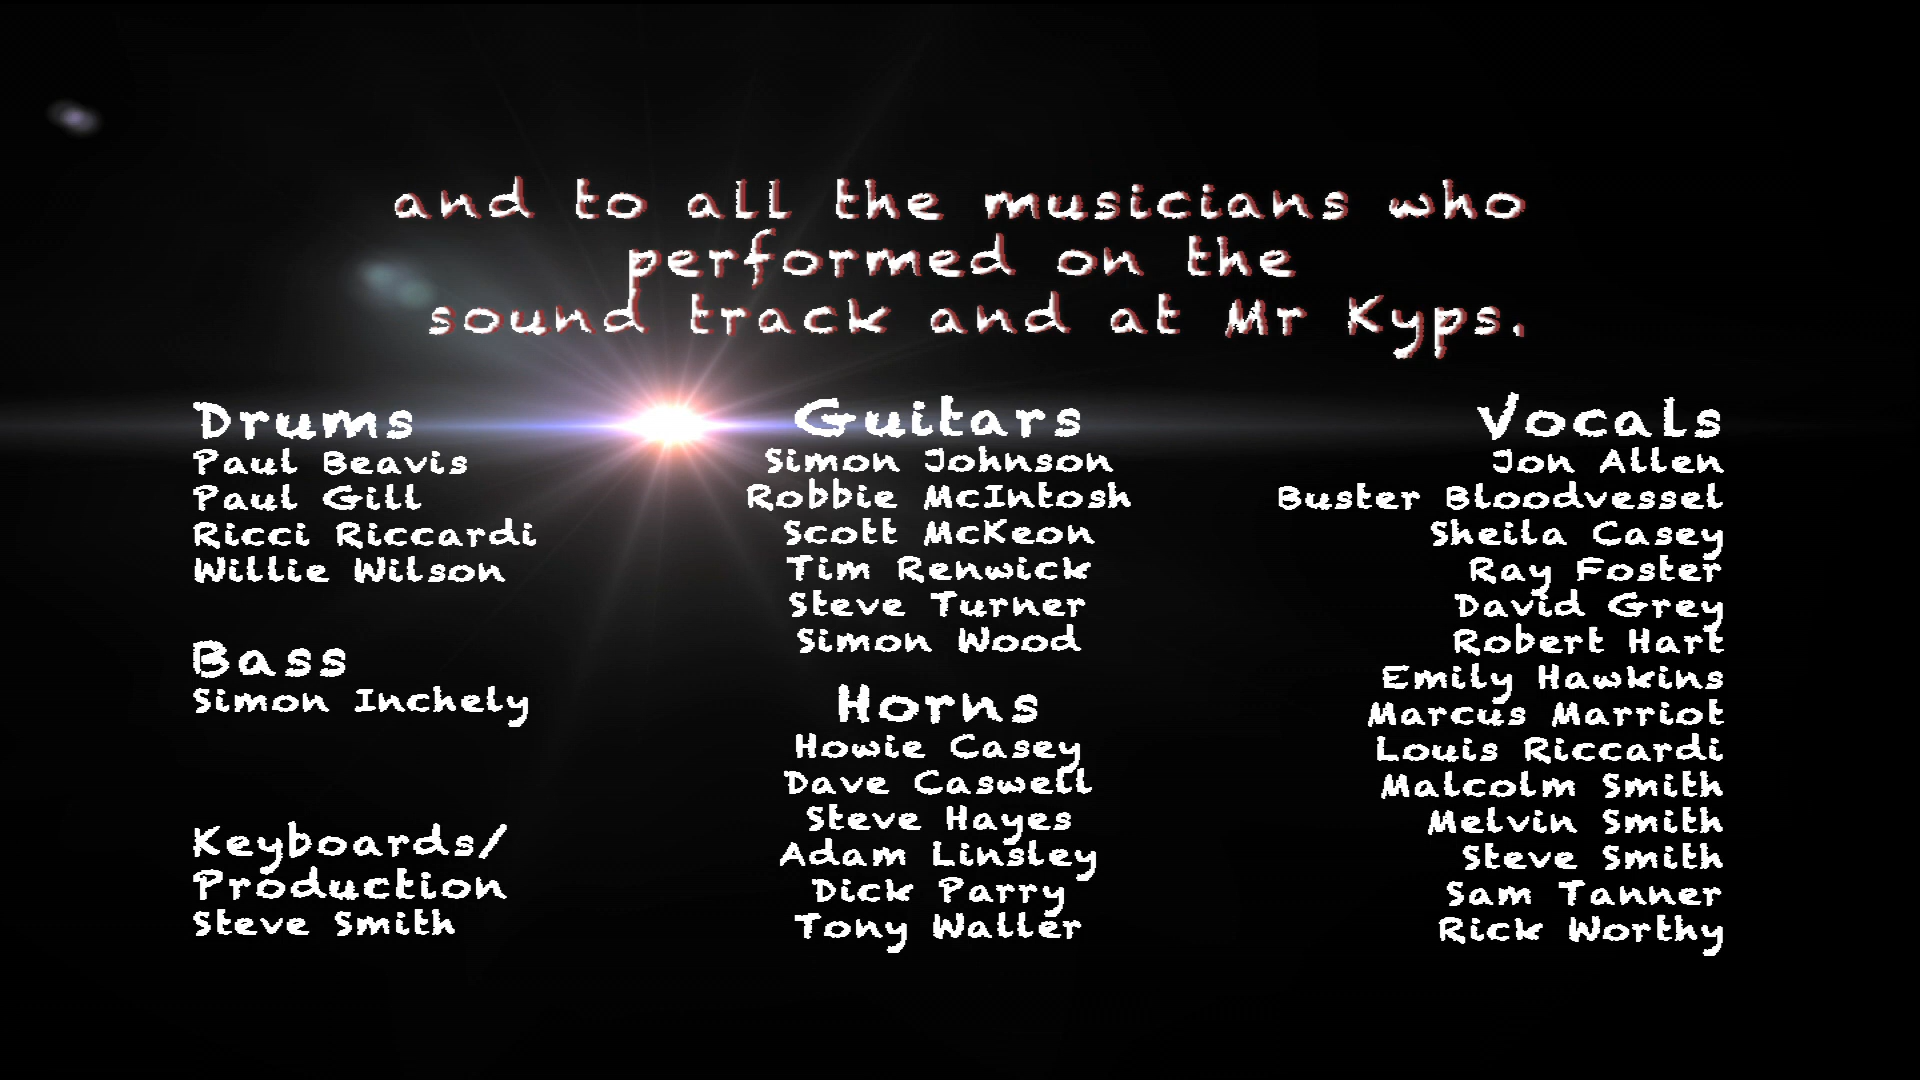 and to all the musicians who
performed on the
sound track and at Mr Kyps.
Drums
Paul Beavis
Paul Gill
Ricci Riccardi
Willie Wilson
Bass
Simon Inchely
Keyboards/
Production
Steve Smith
Guitars
Simon Johnson
Robbie McIntosh
Scott McKeon
Tim Renwick
Steve Turner
Simon Wood
Horns
Howie Casey
Dave Caswell
Steve Hayes
Adam Linsley
Dick Parry
Tony Waller
Vocals
Jon Allen
Buster Bloodvessel
Sheila Casey
Ray Foster
David Grey
Robert Hart
Emily Hawkins
Marcus Marriot
Louis Riccardi
Malcolm Smith
Melvin Smith
Steve Smith
Sam Tanner
Rick Worthy